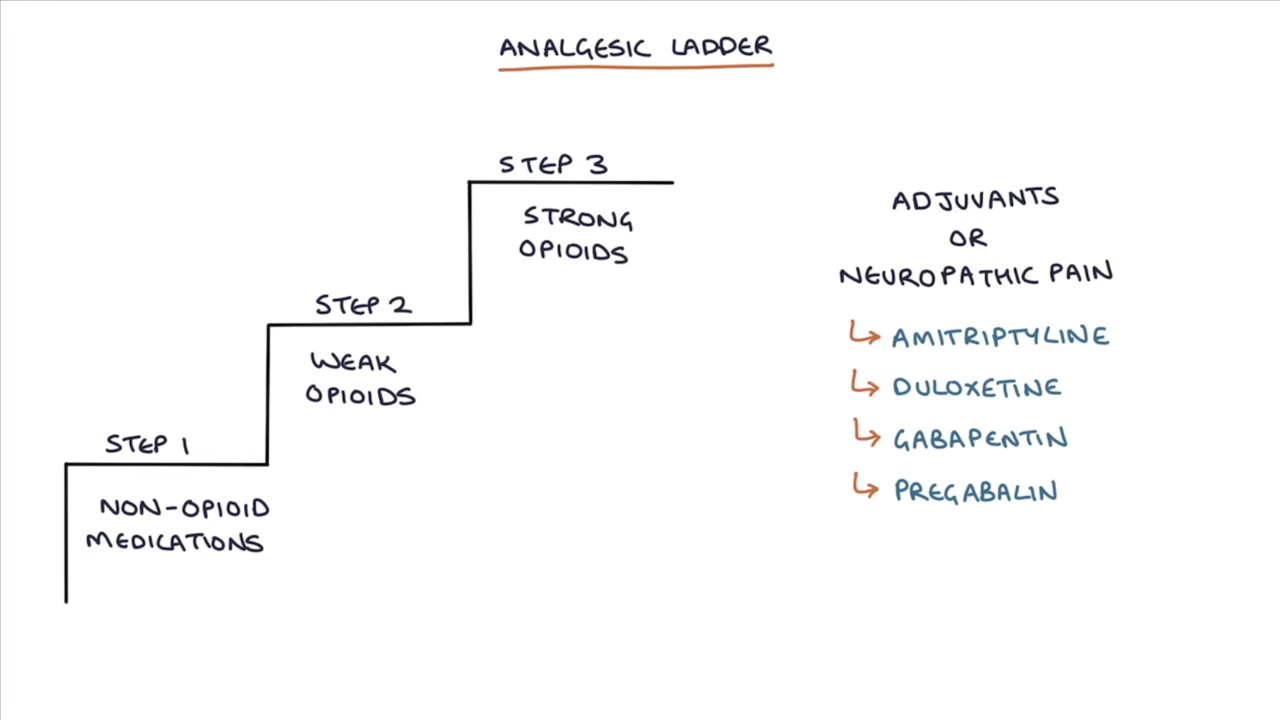 ANALGESIC LADDER
STEP 3
STRONG
OPIOIDS
STEP 2
WEAK
OPIOIDS
STEP 1
NON-OPIOID
MEDICATIONS
ADJUVANTS
OR
NEUROPATHIC PAIN
AMITRIPTYLINE
DULOXETINE
GABAPENTIN
PREGABALIN